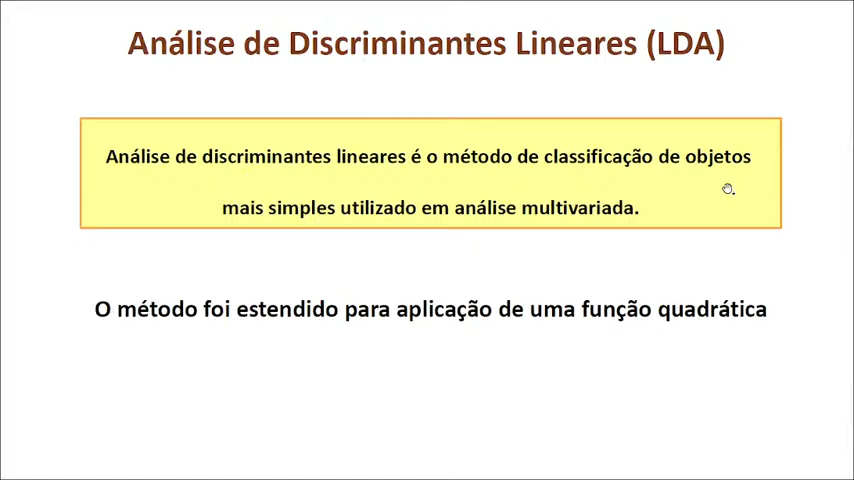 Análise de Discriminantes Lineares (LDA)
Análise de discriminantes lineares é o método de classificação de objetos
mais simples utilizado em análise multivariada.
O método foi estendido para aplicação de uma função quadrática